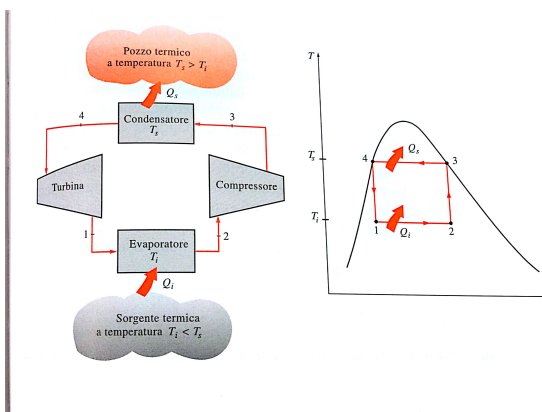 Pozzo termico
a temperatura T_s > T_i
Q_s
4
3
Condensatore
T_s
Turbina
Compressore
1
2
Evaporatore
T_i
Q_i
Sorgente termica
a temperatura T_i < T_s
T
T_s
4
Q_s
3
T_i
1
Q_i
2